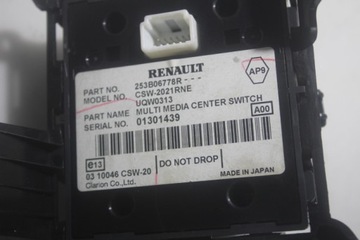 RENAULT
AP9
PART NO. 253B06778R---
MODEL NO. CSW-2021RNE
UQW0313
PART NAME: MULTI MEDIA CENTER SWITCH
SERIAL NO. 01301439
A00
e13
DO NOT DROP
03 10046 CSW-20
Clarion Co.,Ltd.
MADE IN JAPAN